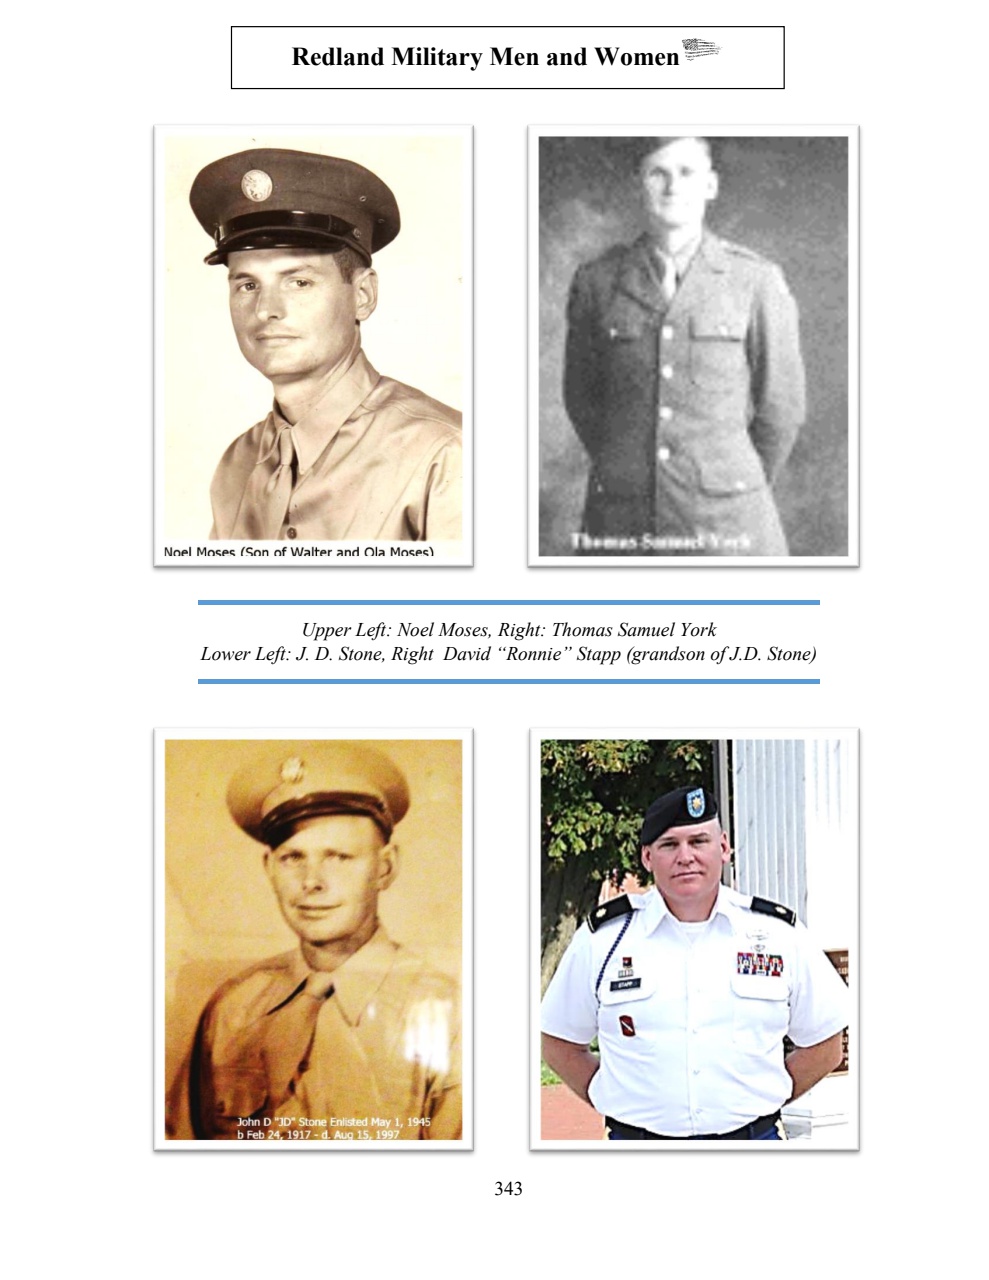 Redland Military Men and Women
Noel Moses (Son of Walter and Ola Moses)
Thomas Samuel York
Upper Left: Noel Moses, Right: Thomas Samuel York
Lower Left: J. D. Stone, Right David “Ronnie” Stapp (grandson of J.D. Stone)
John D "JD" Stone Enlisted May 1, 1945
b Feb 24, 1917 - d. Aug 15, 1997
STAPP
343